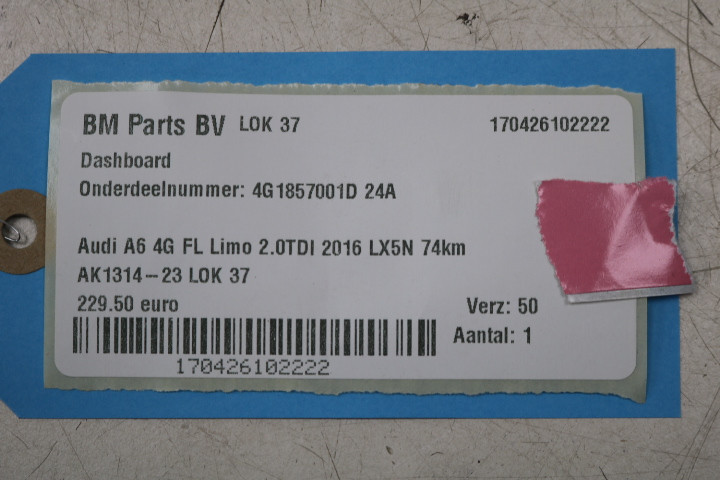 BM Parts BV LOK 37 170426102222
Dashboard
Onderdeelnummer: 4G1857001D 24A
Audi A6 4G FL Limo 2.0TDI 2016 LX5N 74km
AK1314-23 LOK 37
229.50 euro Verz: 50
Aantal: 1
170426102222